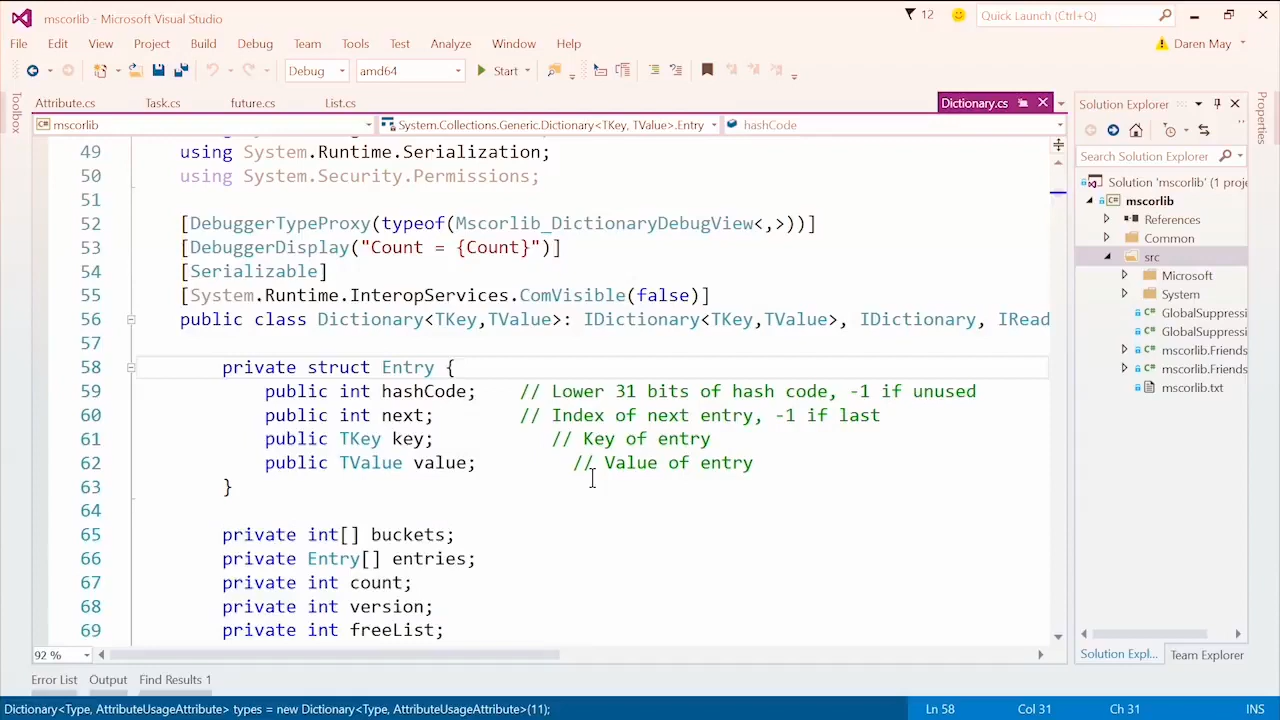 mscorlib - Microsoft Visual Studio
12
Quick Launch (Ctrl+Q)
File Edit View Project Build Debug Team Tools Test Analyze Window Help
Daren May
Debug amd64 Start
Toolbox
Attribute.cs Task.cs future.cs List.cs Dictionary.cs
mscorlib System.Collections.Generic.Dictionary<TKey, TValue>.Entry hashCode
49 using System.Runtime.Serialization;
50 using System.Security.Permissions;
51
52 [DebuggerTypeProxy(typeof(Mscorlib_DictionaryDebugView<,>))]
53 [DebuggerDisplay("Count = {Count}")]
54 [Serializable]
55 [System.Runtime.InteropServices.ComVisible(false)]
56 public class Dictionary<TKey,TValue>: IDictionary<TKey,TValue>, IDictionary, IRead
57
58 private struct Entry {
59 public int hashCode; // Lower 31 bits of hash code, -1 if unused
60 public int next; // Index of next entry, -1 if last
61 public TKey key; // Key of entry
62 public TValue value; // Value of entry
63 }
64
65 private int[] buckets;
66 private Entry[] entries;
67 private int count;
68 private int version;
69 private int freeList;
92 %
Solution Explorer
Search Solution Explorer
Solution 'mscorlib' (1 proje
mscorlib
References
Common
src
Microsoft
System
GlobalSuppressi
GlobalSuppressi
mscorlib.Friends
mscorlib.Friends
mscorlib.txt
Solution Expl... Team Explorer
Properties
Error List Output Find Results 1
Dictionary<Type, AttributeUsageAttribute> types = new Dictionary<Type, AttributeUsageAttribute>(11); Ln 58 Col 31 Ch 31 INS